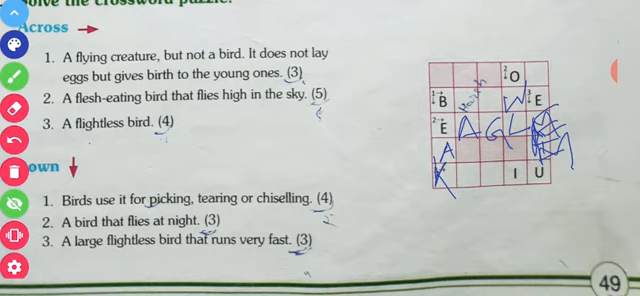 Solve the crossword puzzle.
Across
1. A flying creature, but not a bird. It does not lay
eggs but gives birth to the young ones. (3)
2. A flesh-eating bird that flies high in the sky. (5)
3. A flightless bird. (4)
own
1. Birds use it for picking, tearing or chiselling. (4)
2. A bird that flies at night. (3)
3. A large flightless bird that runs very fast. (3)
2 O
1 B W 3 E
2 E A G L
A
K I U
49